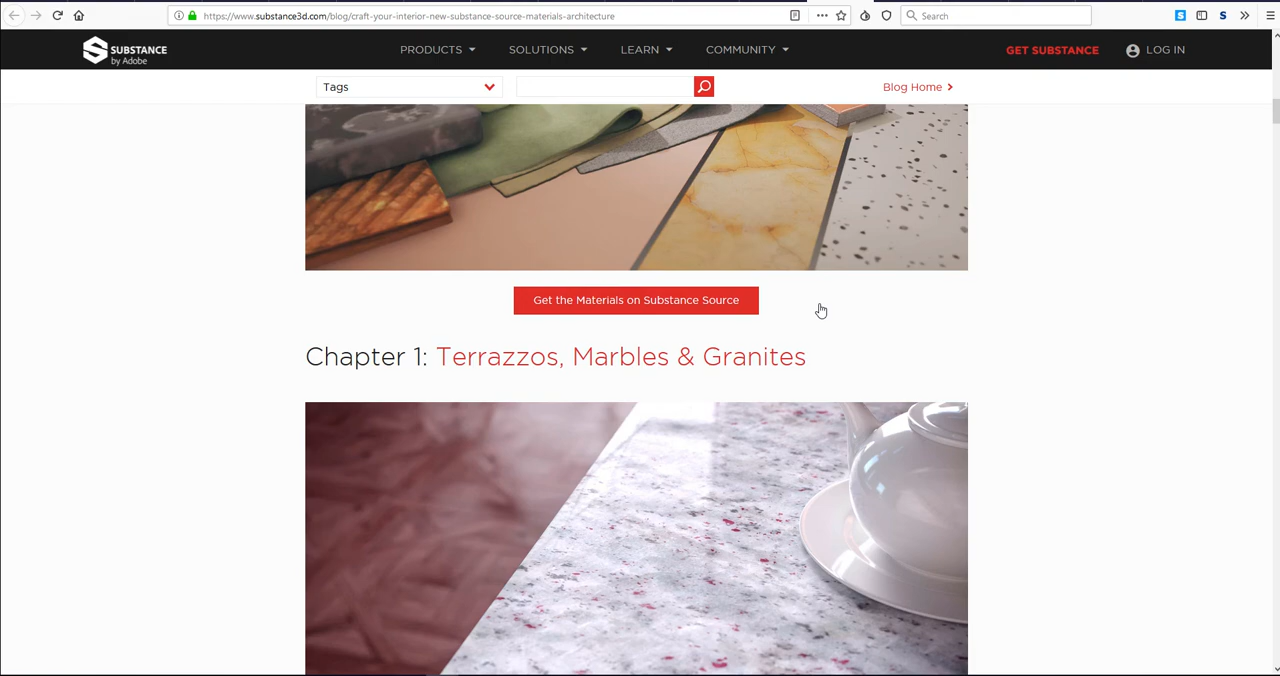 https://www.substance3d.com/blog/craft-your-interior-new-substance-source-materials-architecture
Search
SUBSTANCE
by Adobe
PRODUCTS
SOLUTIONS
LEARN
COMMUNITY
GET SUBSTANCE
LOG IN
Tags
Blog Home
Get the Materials on Substance Source
Chapter 1: Terrazzos, Marbles & Granites